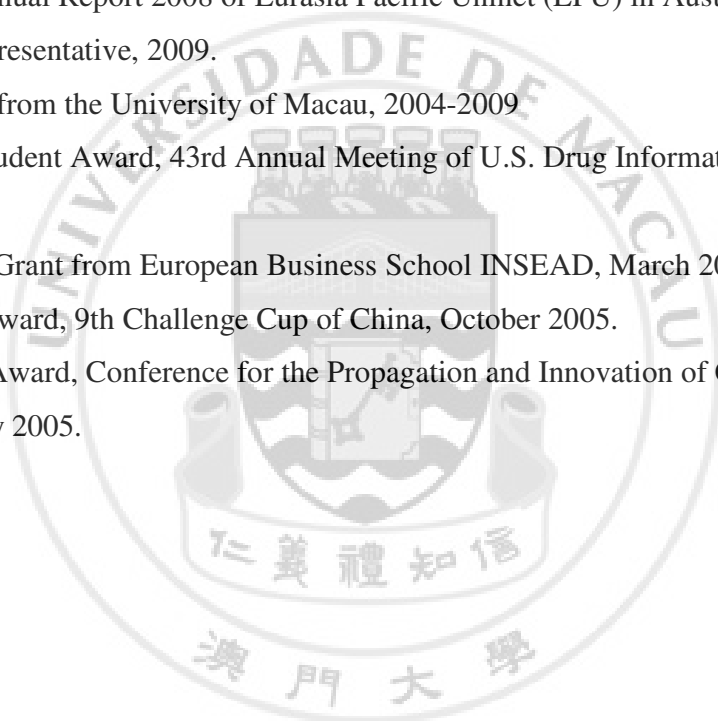 nual Report 2008 of Eurasia Pacific Uninet (EPU) in Aus
resentative, 2009.
from the University of Macau, 2004-2009
udent Award, 43rd Annual Meeting of U.S. Drug Informat
Grant from European Business School INSEAD, March 20
ward, 9th Challenge Cup of China, October 2005.
Award, Conference for the Propagation and Innovation of
y 2005.
UNIVERSIDADE DE MACAU
仁義禮知信
澳門大學